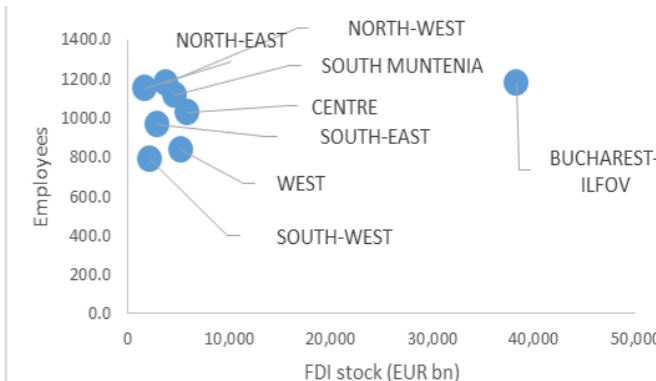 1400.0
1200.0
1000.0
800.0
600.0
400.0
200.0
0.0
Employees
NORTH-WEST
NORTH-EAST
SOUTH MUNTENIA
CENTRE
SOUTH-EAST
WEST
SOUTH-WEST
BUCHAREST-
ILFOV
0
10,000
20,000
30,000
40,000
50,000
FDI stock (EUR bn)